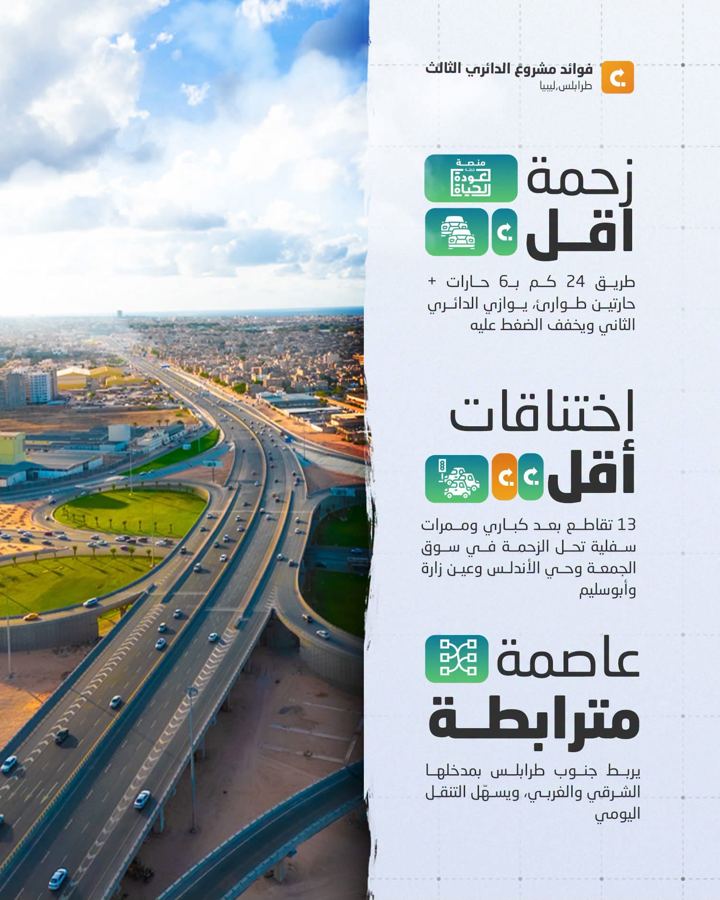 فوائد مشروع الدائري الثالث
طرابلس,ليبيا
زحمة
منصة
عودة
الحياة
اقل
طريق 24 كم بـ6 حارات +
حارتين طوارئ، يوازي الدائري
الثاني ويخفف الضغط عليه
اختناقات
أقل
13 تقاطع بعد كباري وممرات
سفلية تحل الزحمة في سوق
الجمعة وحي الأندلس وعين زارة
وأبوسليم
عاصمة
مترابطة
يربط جنوب طرابلس بمدخلها
الشرقي والغربي، ويسهّل التنقل
اليومي